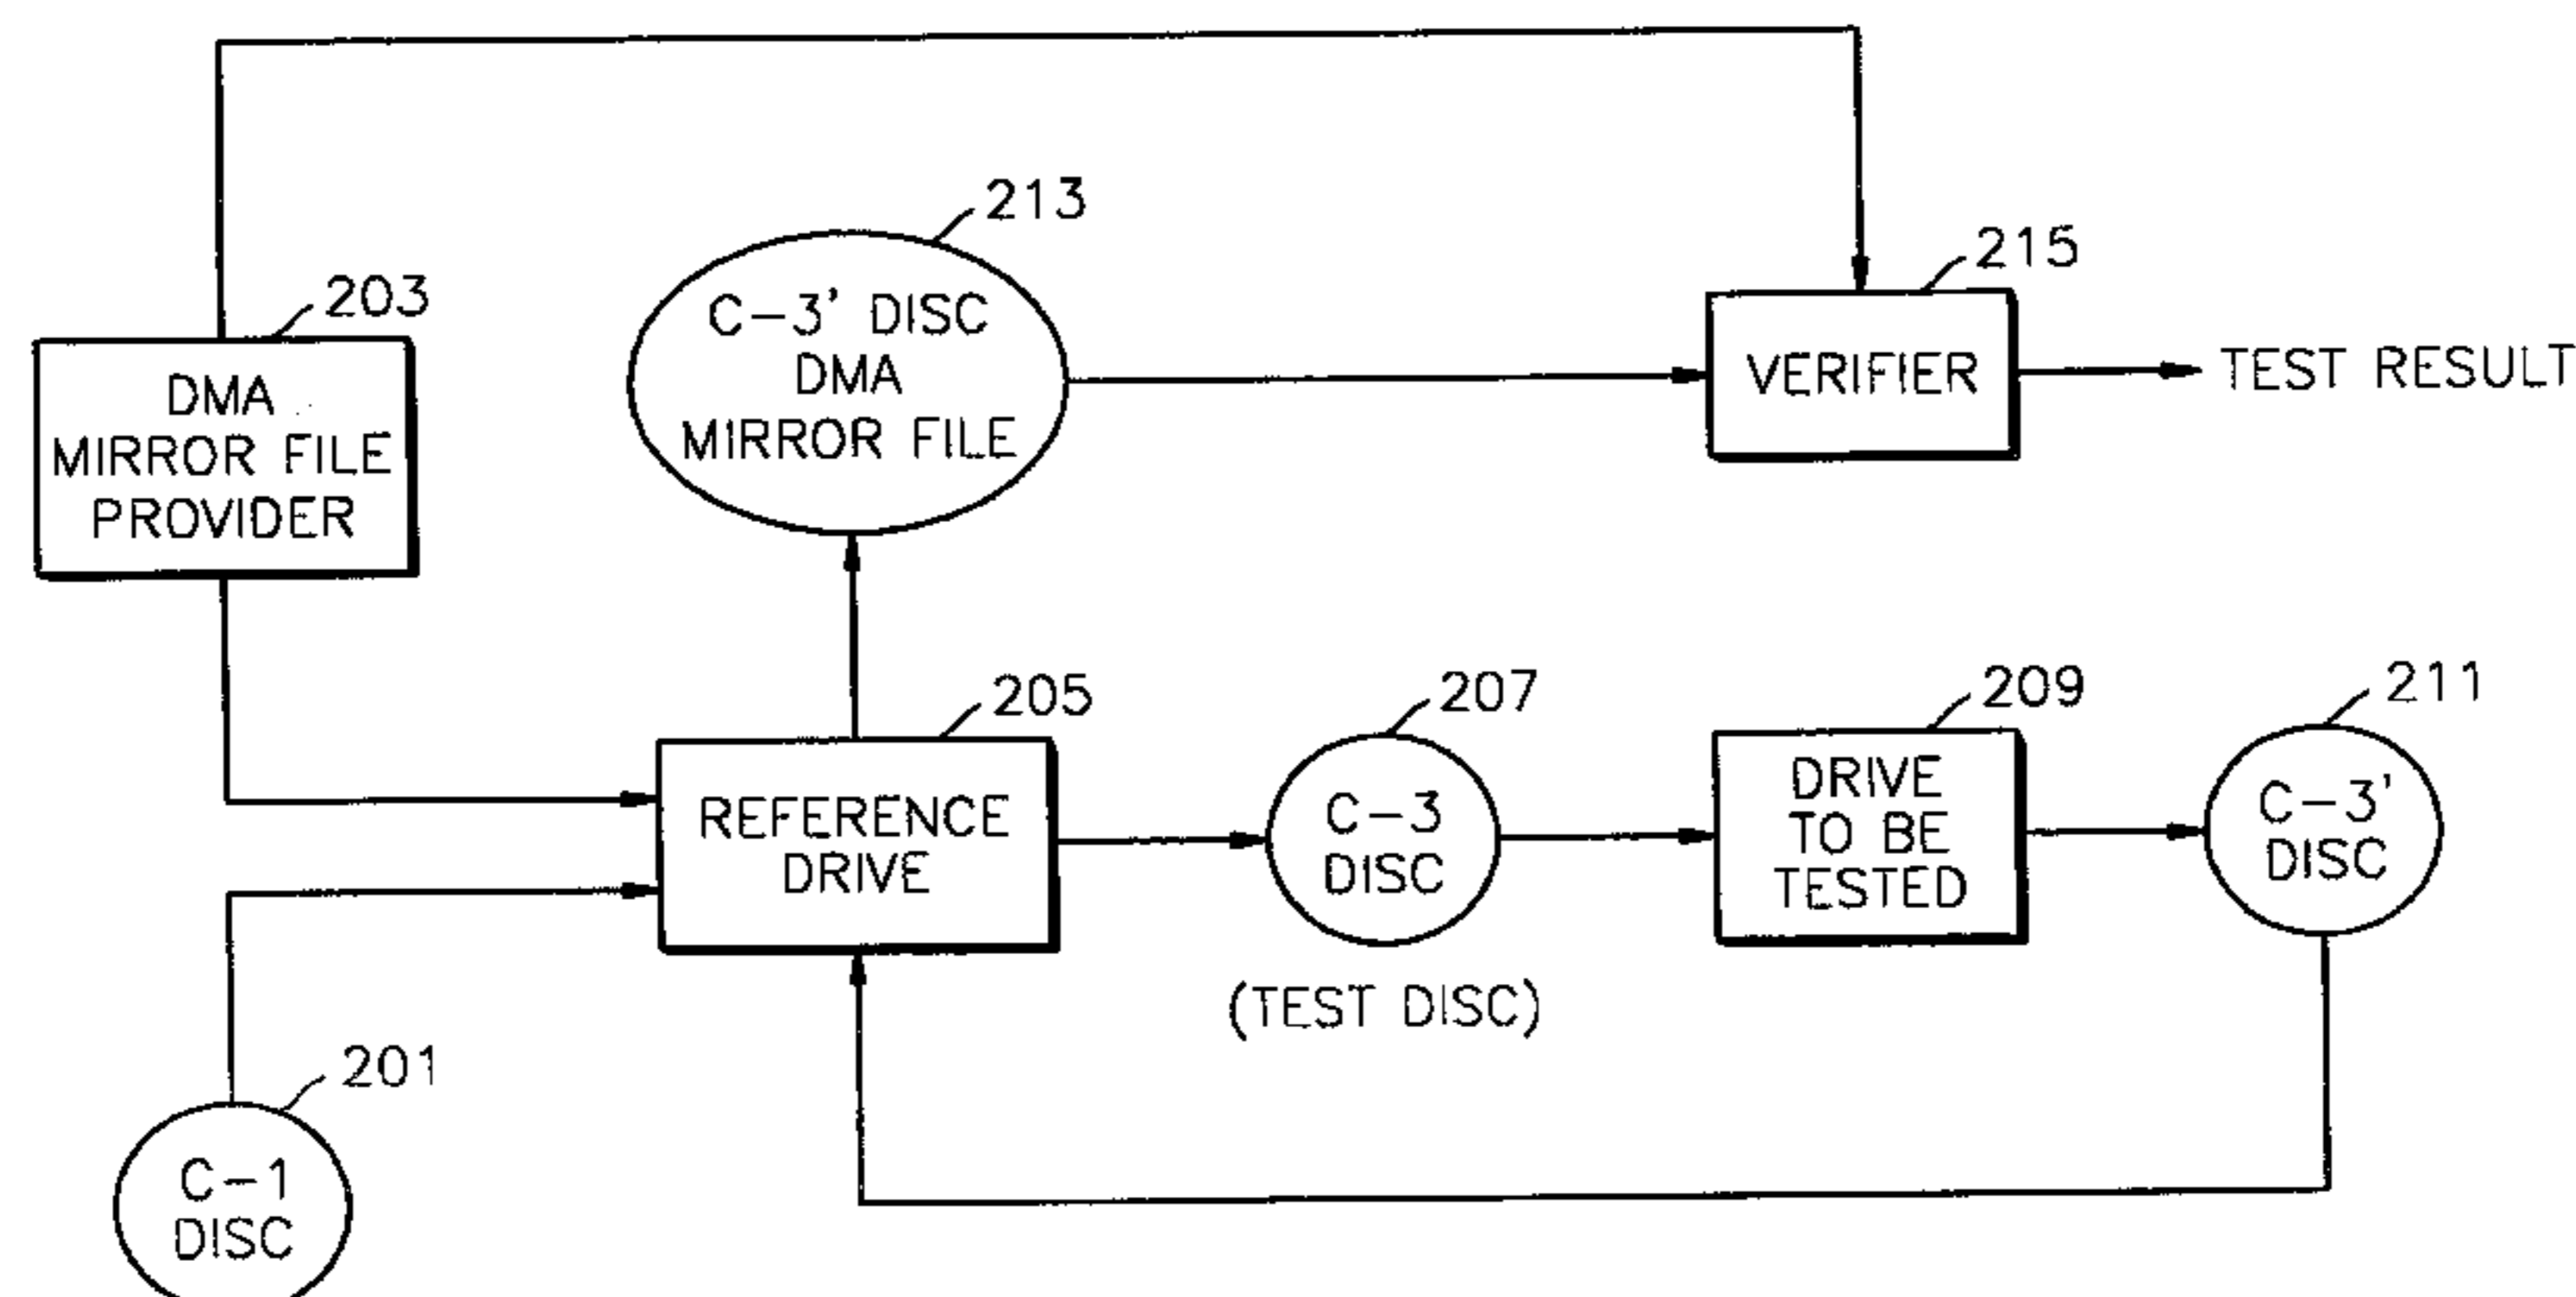 213
215
203
C-3' DISC
DMA
MIRROR FILE
VERIFIER
TEST RESULT
DMA
MIRROR FILE
PROVIDER
205
207
209
211
REFERENCE
DRIVE
C-3
DISC
DRIVE
TO BE
TESTED
C-3'
DISC
(TEST DISC)
201
C-1
DISC